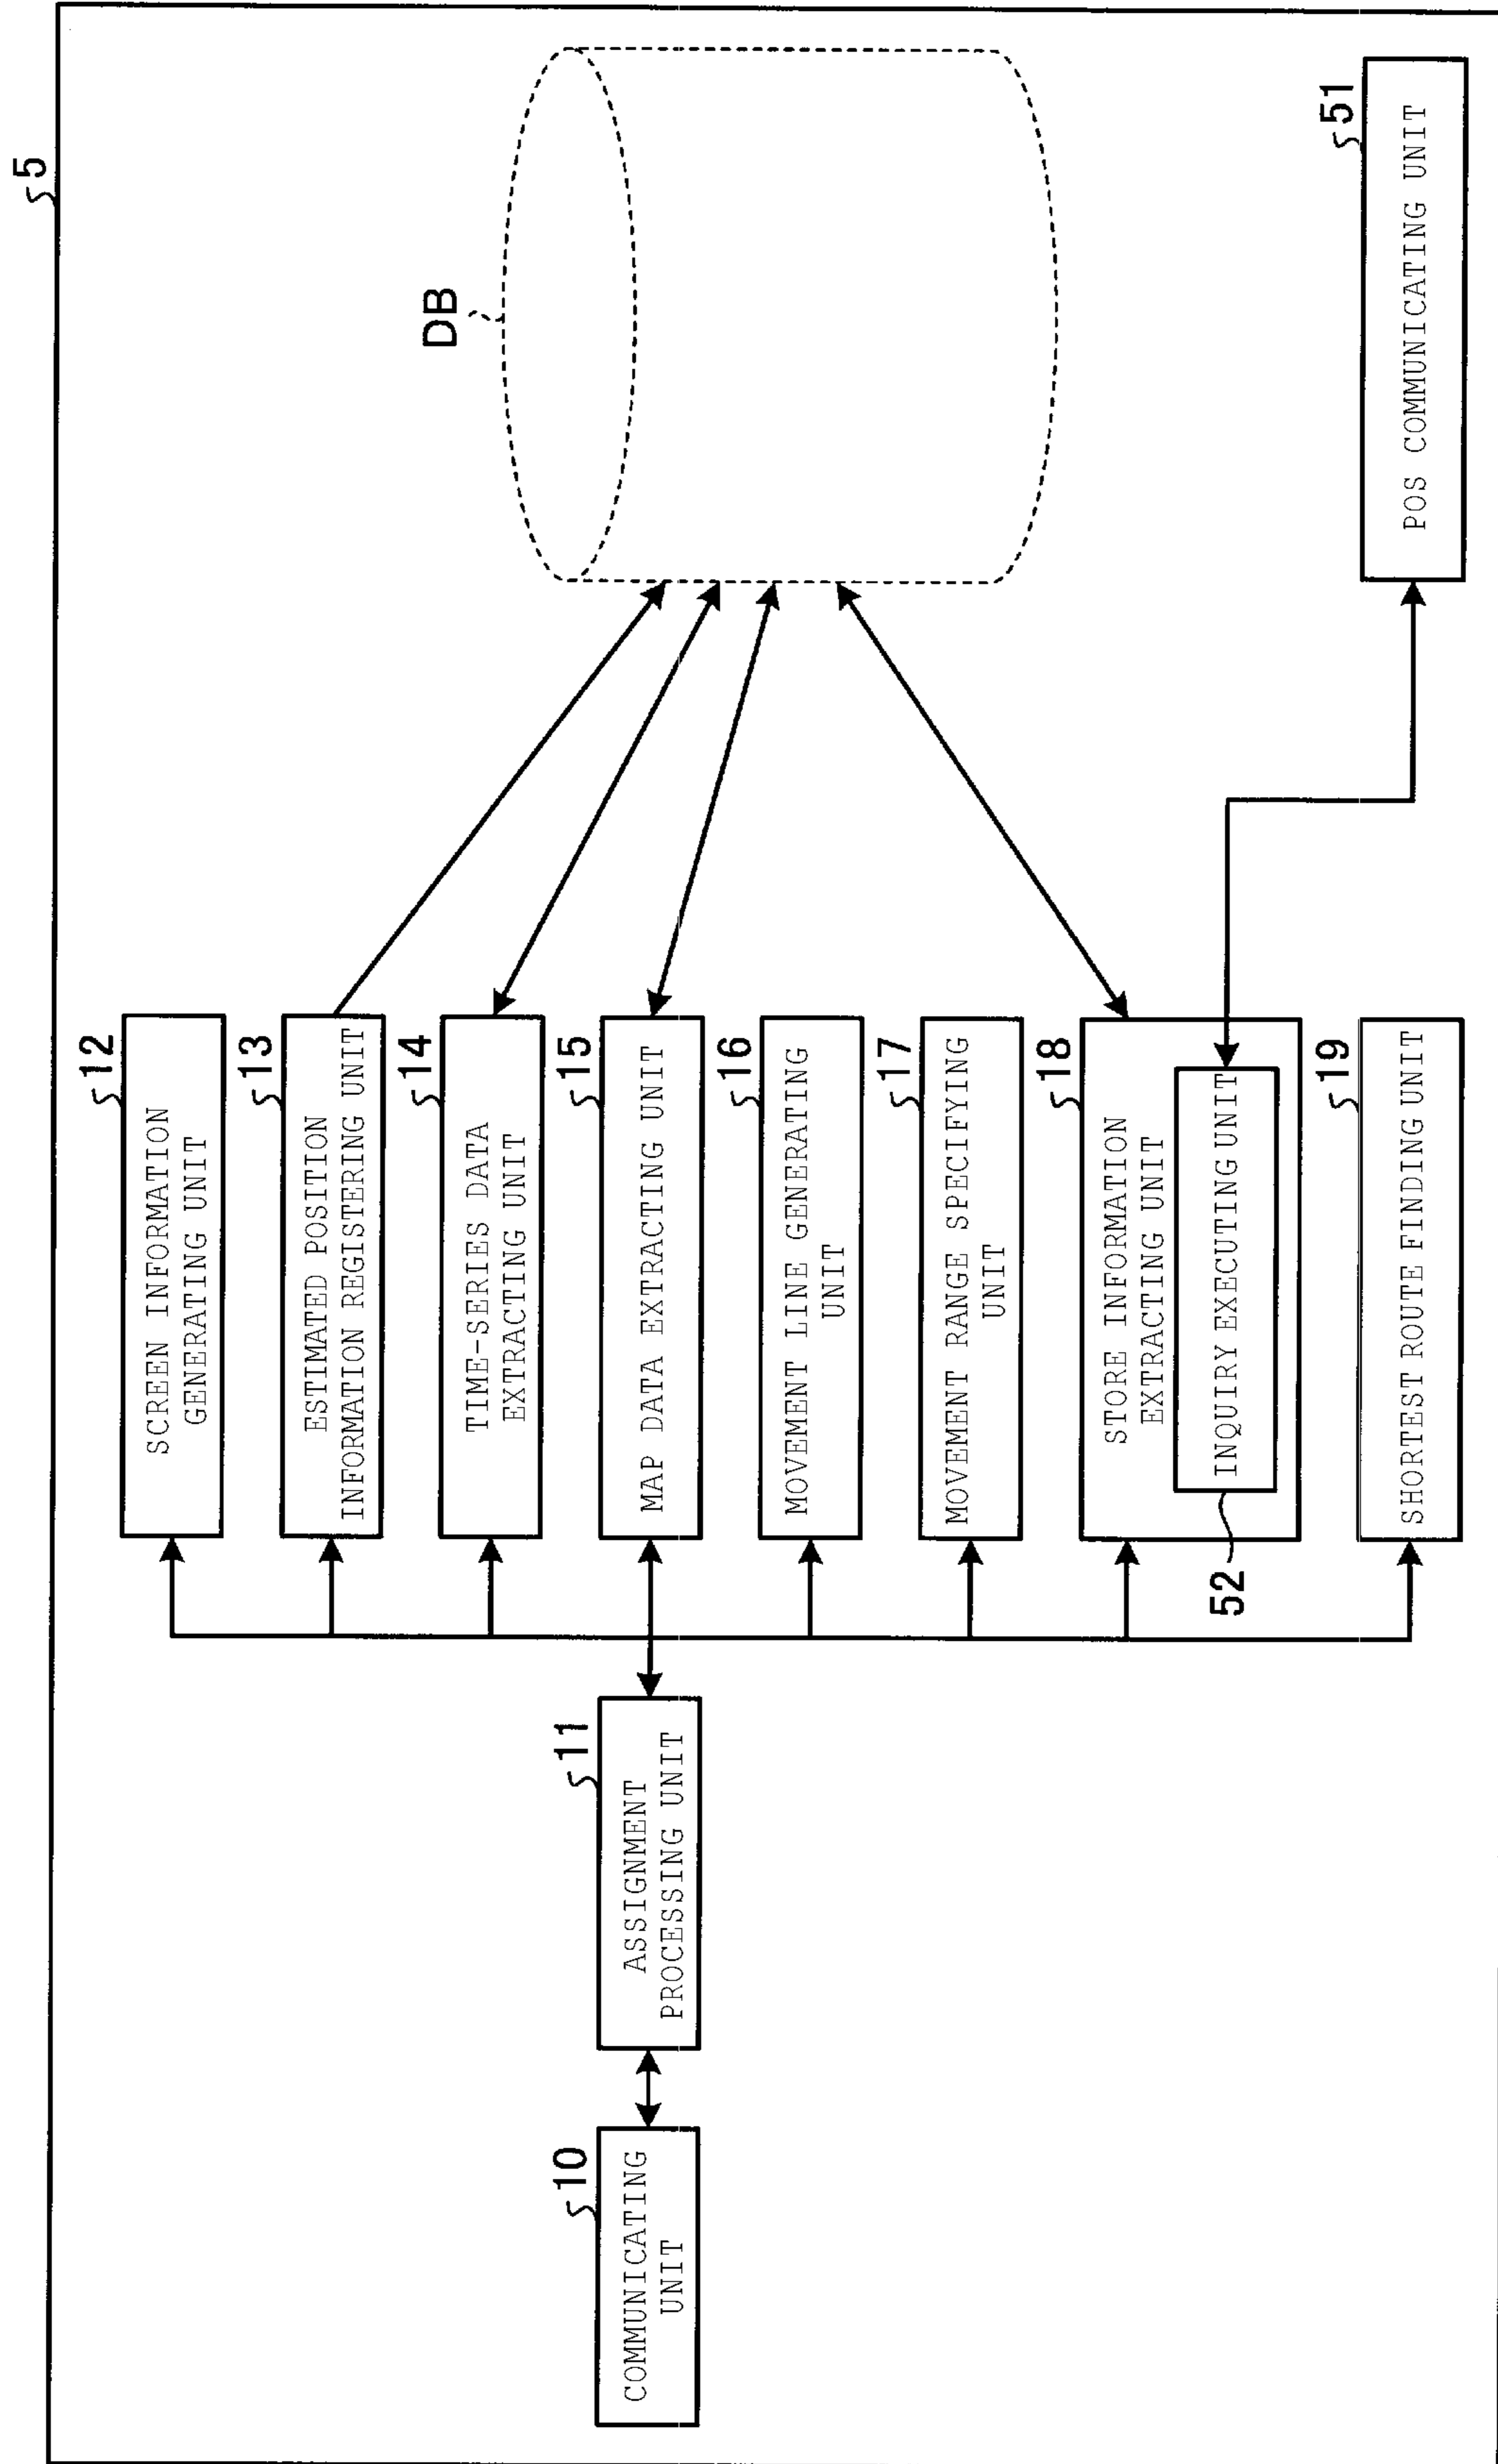 5
10
COMMUNICATING
UNIT
11
ASSIGNMENT
PROCESSING UNIT
12
SCREEN INFORMATION
GENERATING UNIT
13
ESTIMATED POSITION
INFORMATION REGISTERING UNIT
14
TIME-SERIES DATA
EXTRACTING UNIT
15
MAP DATA EXTRACTING UNIT
16
MOVEMENT LINE GENERATING
UNIT
17
MOVEMENT RANGE SPECIFYING
UNIT
18
STORE INFORMATION
EXTRACTING UNIT
52
INQUIRY EXECUTING UNIT
19
SHORTEST ROUTE FINDING UNIT
DB
51
POS COMMUNICATING UNIT